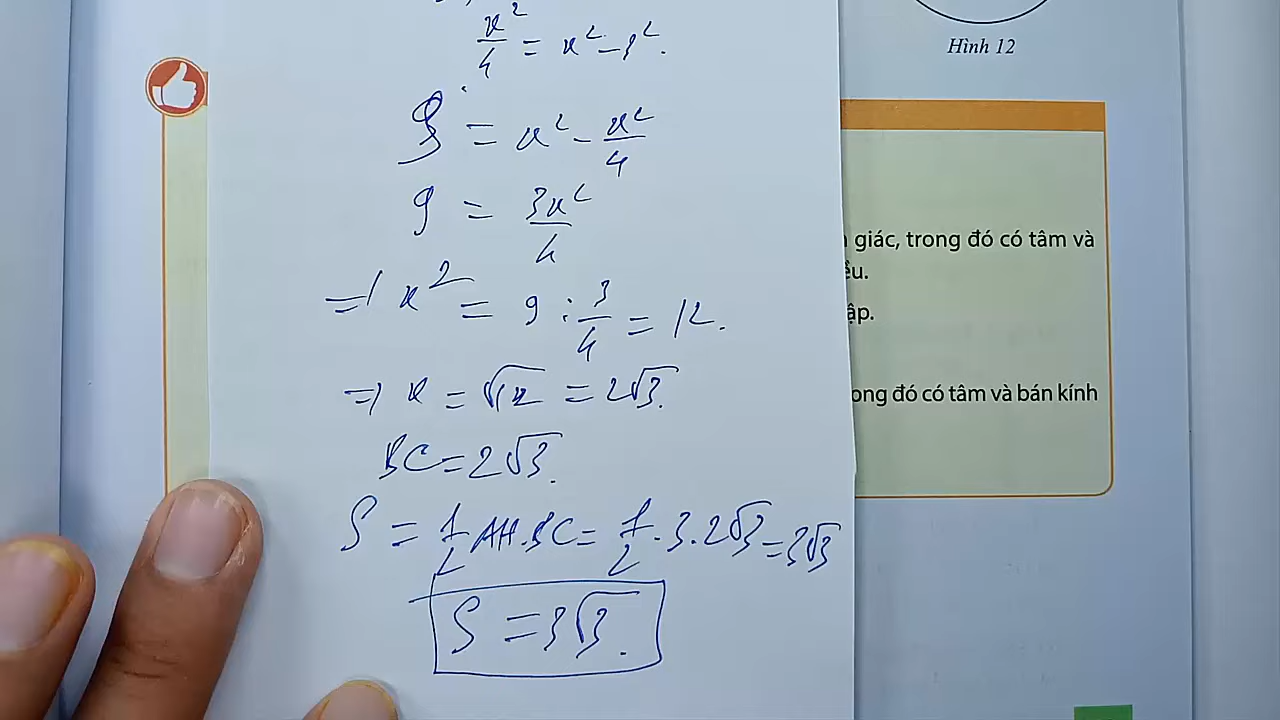 x²/4 = x² - 3².
9 = x² - x²/4
9 = 3x²/4
=> x² = 9 : 3/4 = 12.
=> x = √12 = 2√3.
BC = 2√3.
S = 1/2 AH.BC = 1/2 . 3 . 2√3 = 3√3
S = 3√3.
Hình 12
giác, trong đó có tâm và
ều.
ập.
ong đó có tâm và bán kính